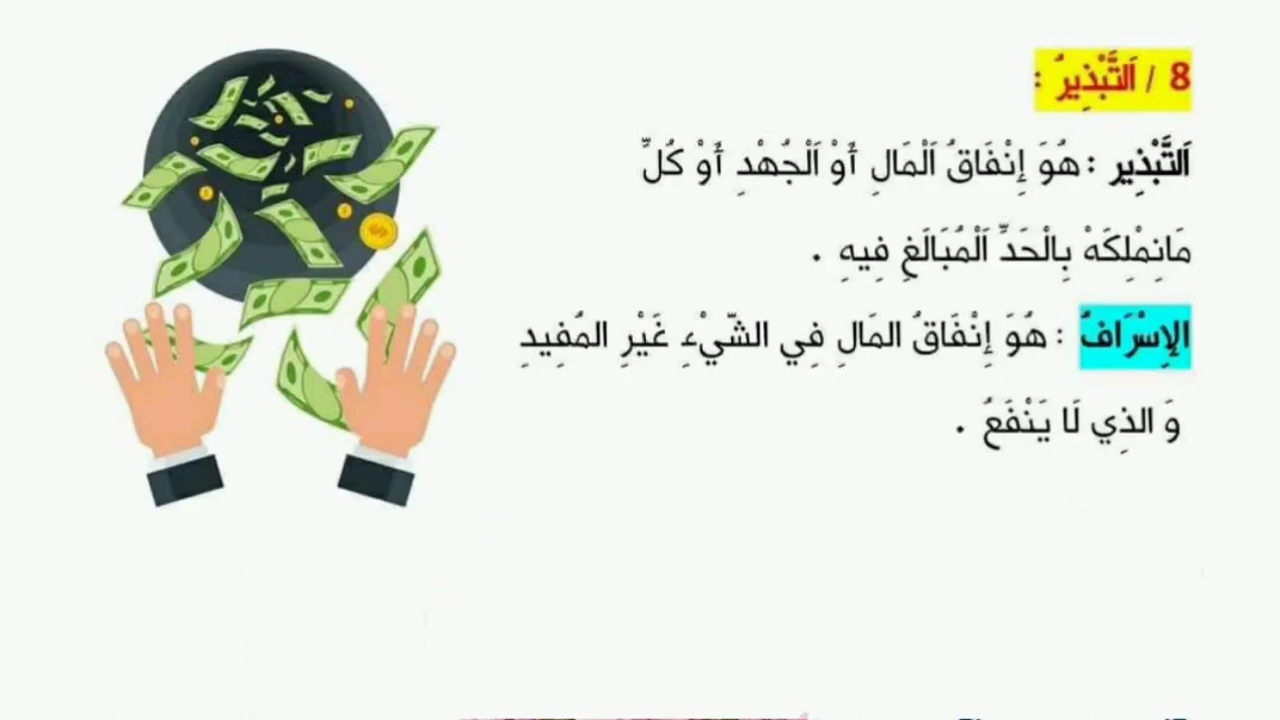 8 / اَلتَّبْذِيرُ :
اَلتَّبْذِير : هُوَ إِنْفَاقُ اَلْمَالِ أَوْ اَلْجُهْدِ أَوْ كُلِّ
مَانِمْلِكَهْ بِالْحَدِّ اَلْمُبَالَغِ فِيهِ .
الإِسْرَافُ : هُوَ إِنْفَاقُ المَالِ فِي الشّيْءِ غَيْرِ المُفِيدِ
وَ الذِي لَا يَنْفَعُ .